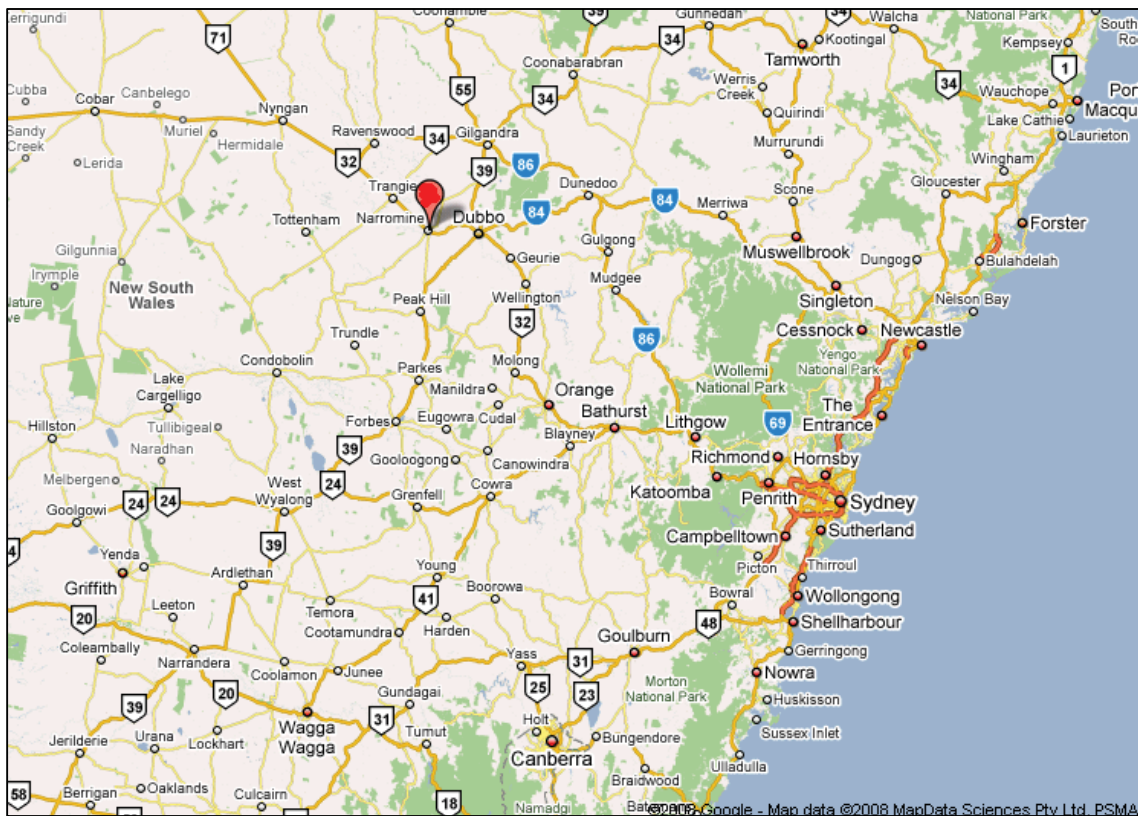 Kerrigundi
Coonamble
39
Gunnedah
34
Walcha
National Park
South
Kempsey
71
34
Kootingal
Tamworth
1
Coonabarabran
Cubba
Canbelego
Cobar
Nyngan
55
34
Werris
Creek
Quirindi
34
Wauchope
Port
Macqu
Lake Cathie
Laurieton
Sandy
Creek
Muriel
Hermidale
Ravenswood
34
Gilgandra
Lerida
32
39
86
Murrurundi
Wingham
Trangie
Dunedoo
84
Scone
Gloucester
Tottenham
Narromine
Dubbo
84
Merriwa
Forster
Gilgunnia
Geurie
Gulgong
Muswellbrook
Dungog
Bulahdelah
Irymple
Nature
New South
Wales
Wellington
Mudgee
Singleton
Nelson Bay
Peak Hill
32
86
Cessnock
Newcastle
Trundle
Yengo
National Park
Condobolin
Molong
Wollemi
National Park
Parkes
Manildra
Orange
Lake
Cargelligo
The
Entrance
Hillston
Tullibigeal
Forbes
Eugowra
Cudal
Bathurst
Lithgow
69
Naradhan
39
Blayney
Richmond
Hornsby
Gooloogong
Canowindra
Melbergen
24
24
West
Wyalong
24
Grenfell
Cowra
Katoomba
Penrith
Sydney
Goolgowi
39
Campbelltown
Sutherland
4
Yenda
Ardlethan
Young
Picton
Thirroul
Griffith
Boorowa
Bowral
Wollongong
Leeton
Temora
41
20
Cootamundra
Harden
48
Shellharbour
Coleambally
Narrandera
Goulburn
Gerringong
Coolamon
Junee
Yass
31
20
Gundagai
25
23
Morton
National Park
Nowra
39
31
Huskisson
Wagga
Wagga
Holt
Sussex Inlet
Jerilderie
Urana
Lockhart
Tumut
Canberra
Bungendore
Ulladulla
Oaklands
Braidwood
58
Berrigan
Culcairn
18
Namadgi
©2008 Google - Map data ©2008 MapData Sciences Pty Ltd, PSMA